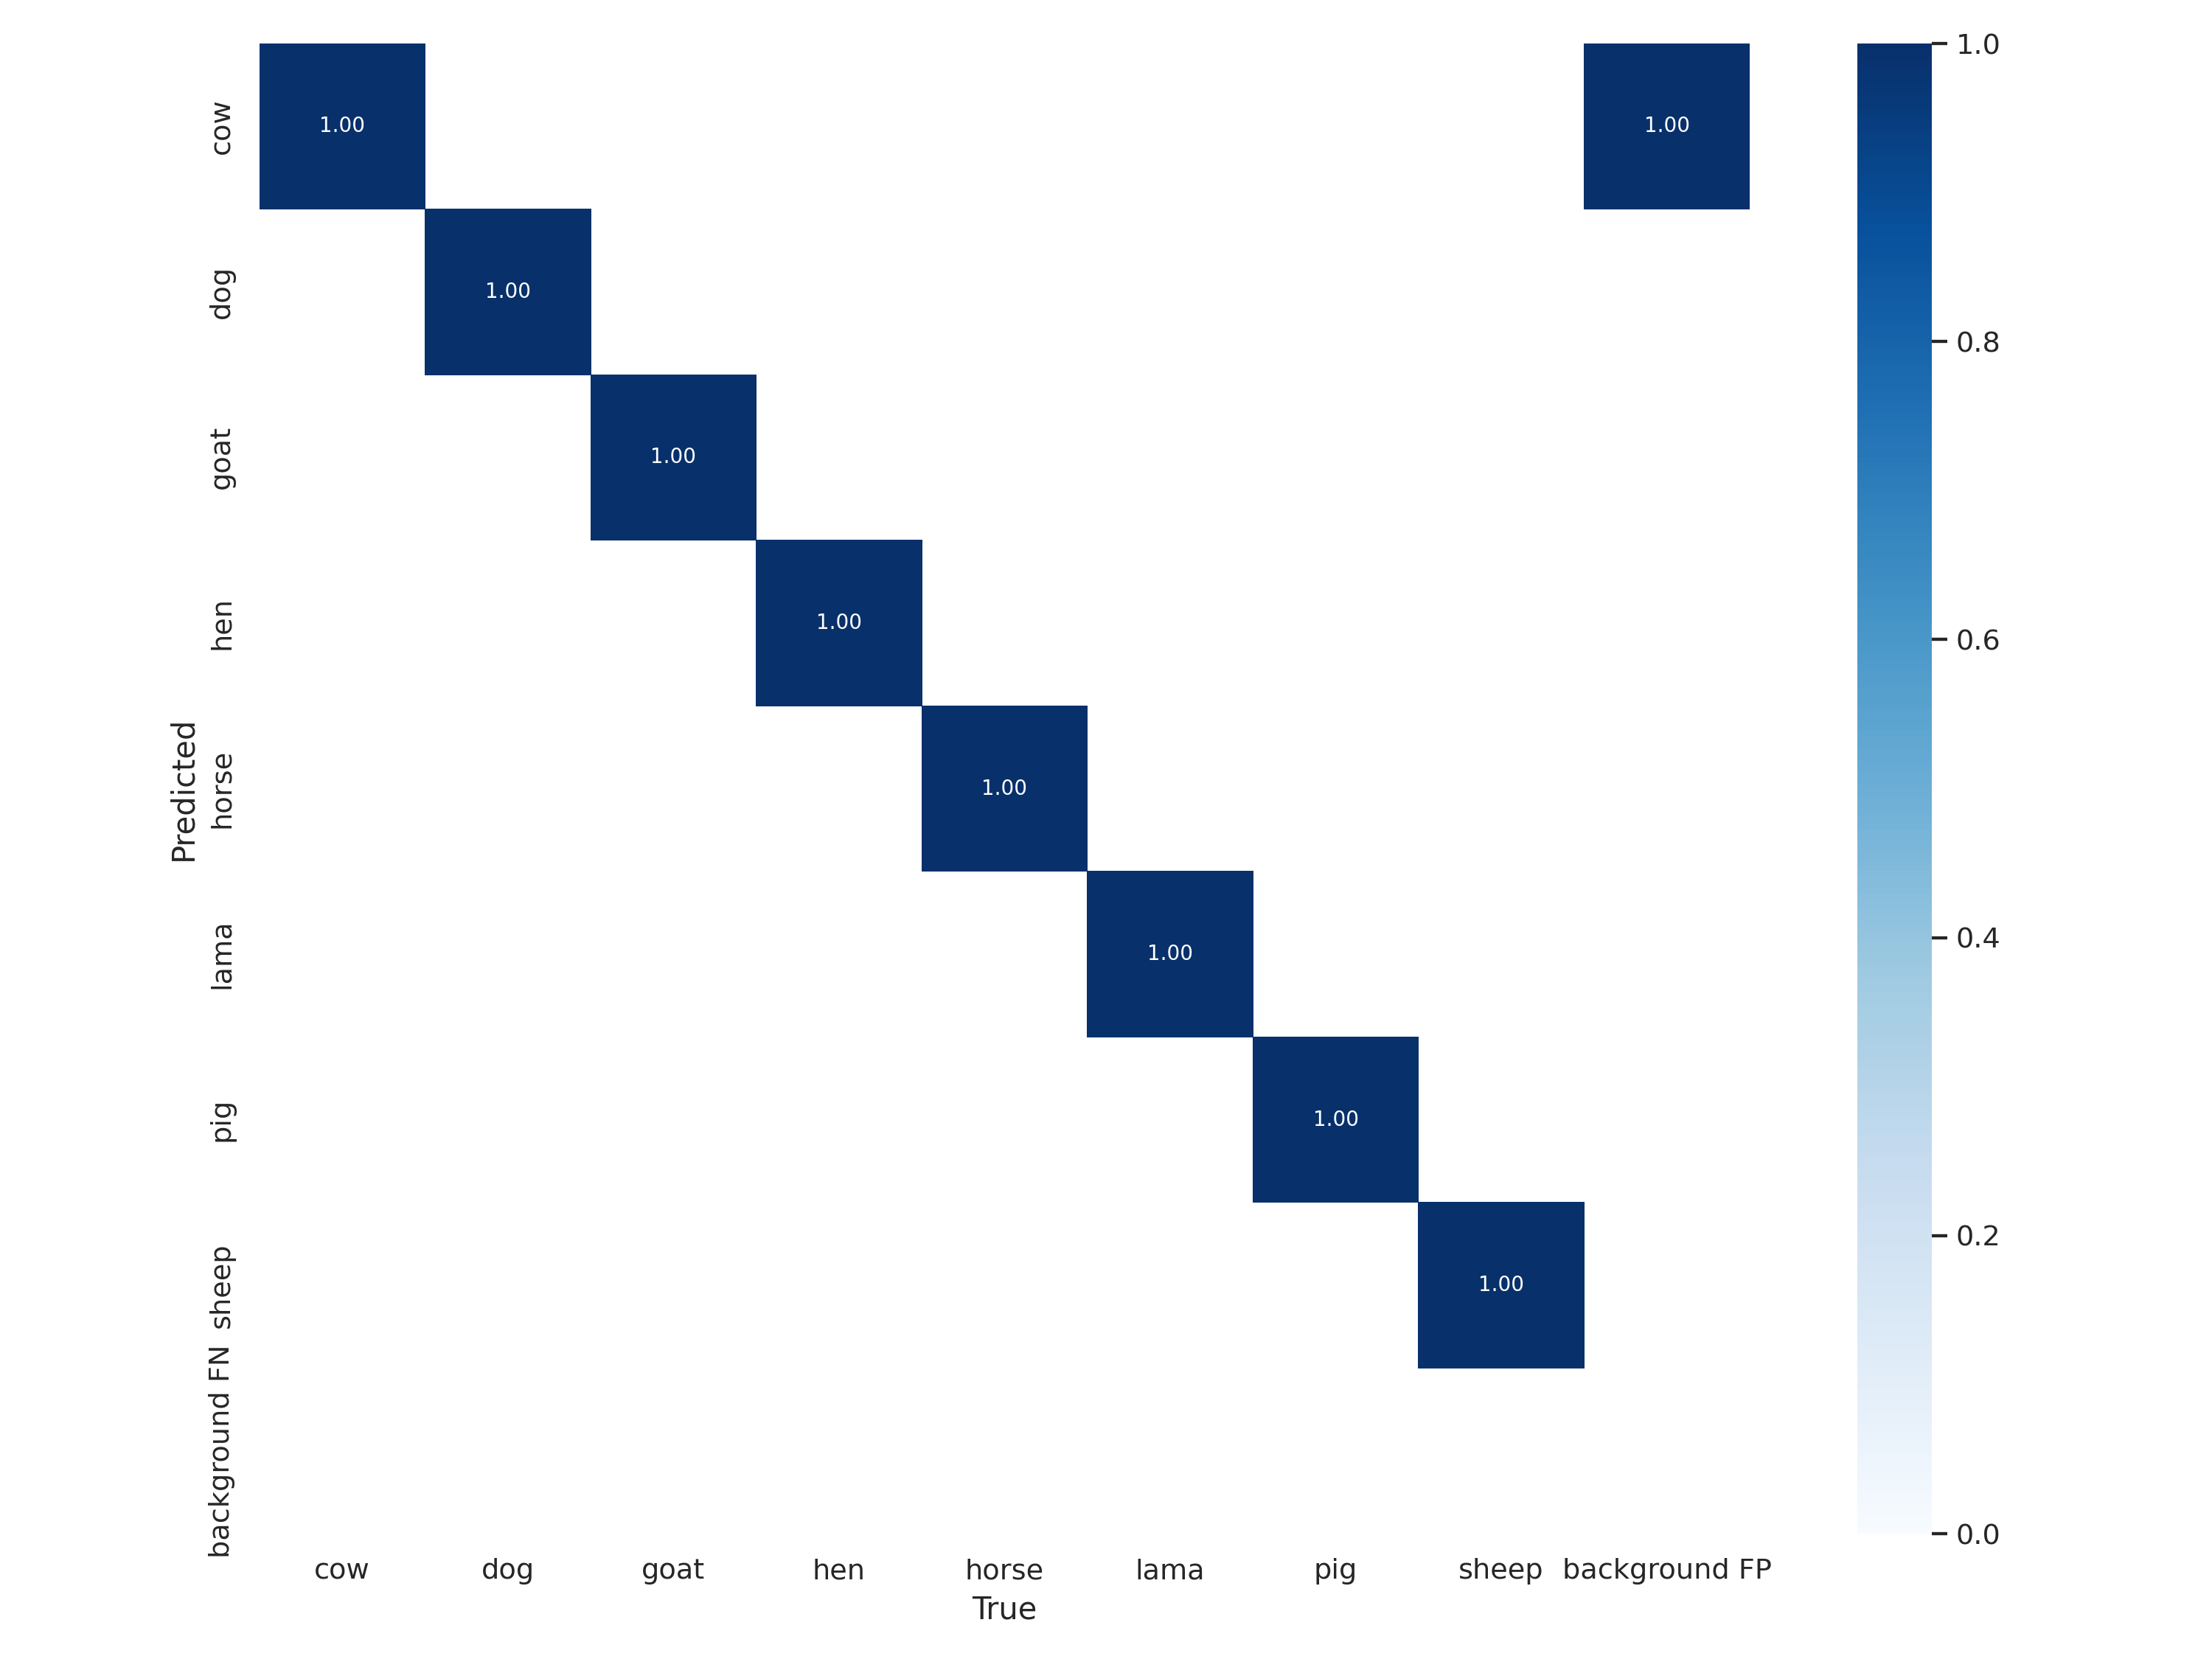 1.00
1.00
1.00
1.00
1.00
1.00
1.00
1.00
1.00
cow
dog
goat
hen
horse
lama
pig
sheep
background FN
Predicted
cow
dog
goat
hen
horse
lama
pig
sheep
background FP
True
1.0
0.8
0.6
0.4
0.2
0.0